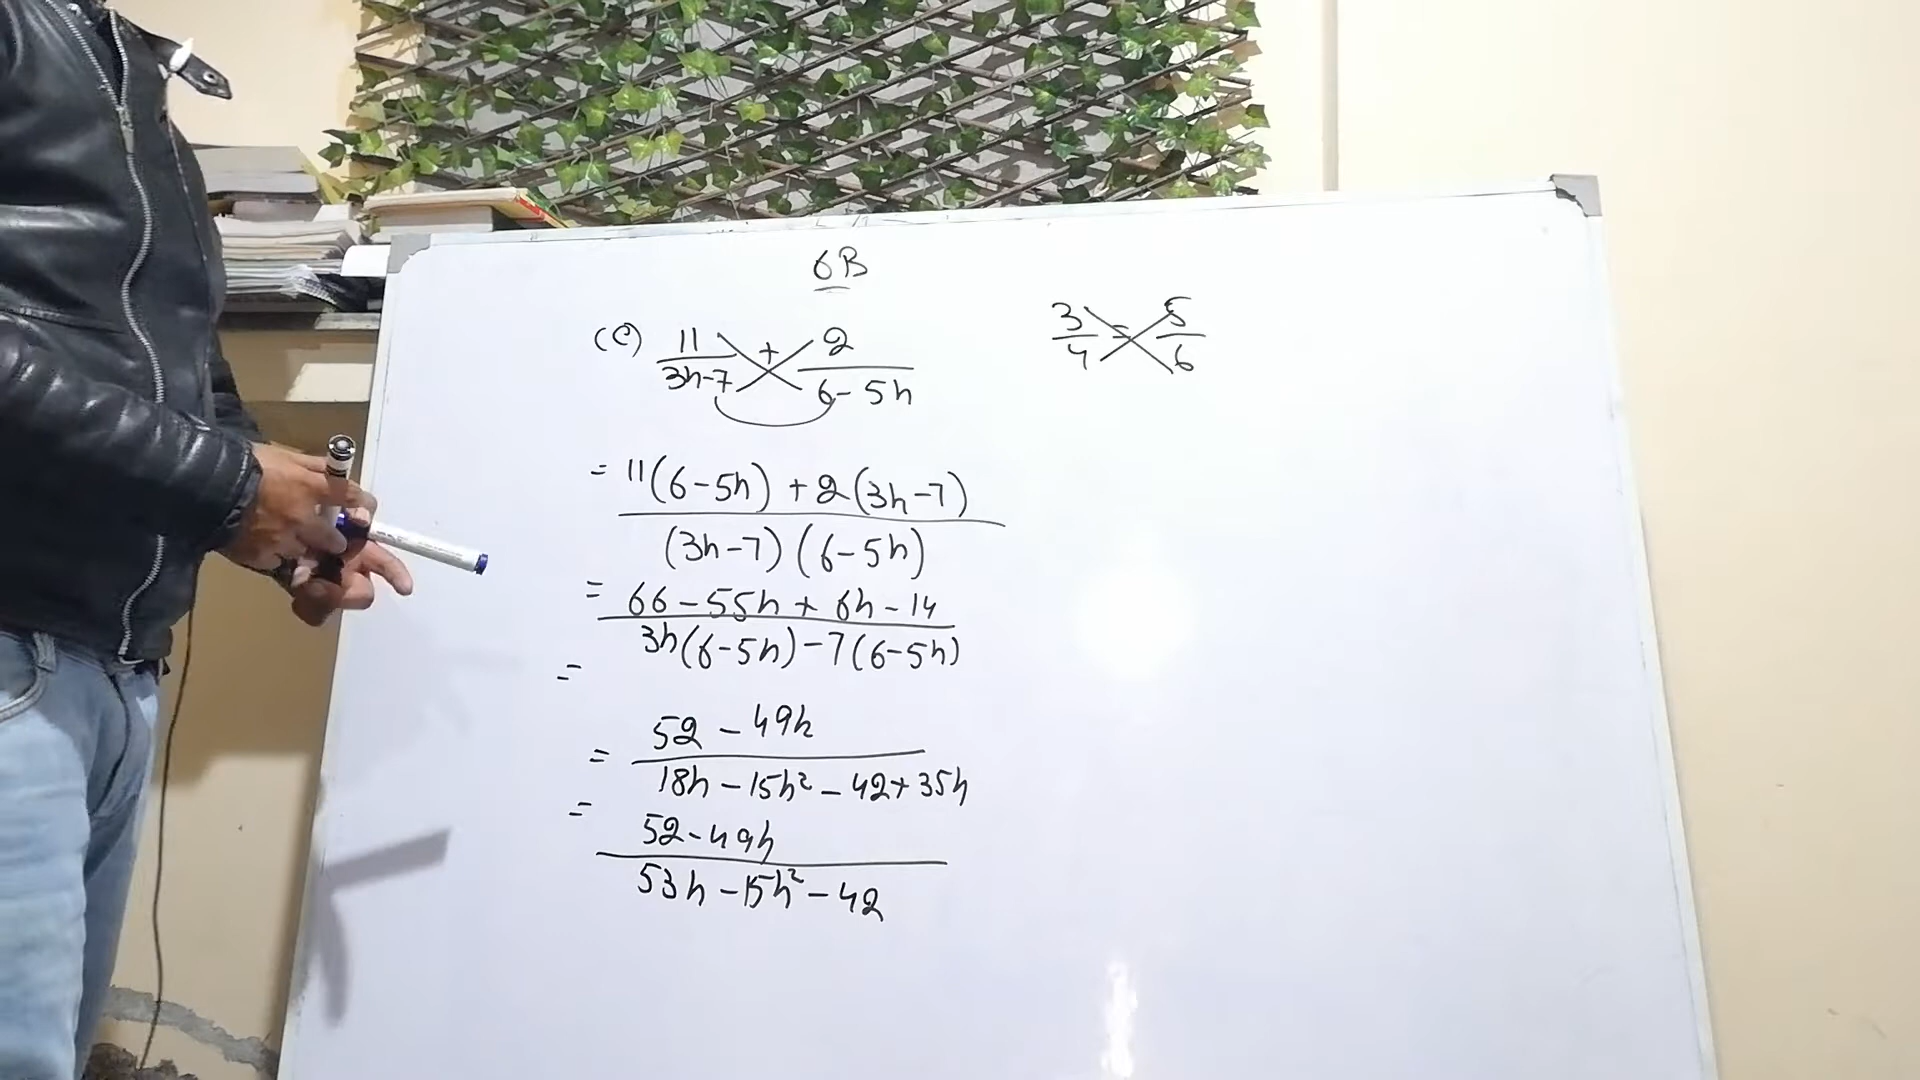 6B
(e) 11/3h-7 + 2/6-5h
3/4 = 5/6
= 11(6-5h) + 2(3h-7)
(3h-7) (6-5h)
= 66 - 55h + 6h - 14
3h(6-5h) - 7(6-5h)
=
= 52 - 49h
18h - 15h² - 42 + 35h
= 52 - 49h
53h - 15h² - 42